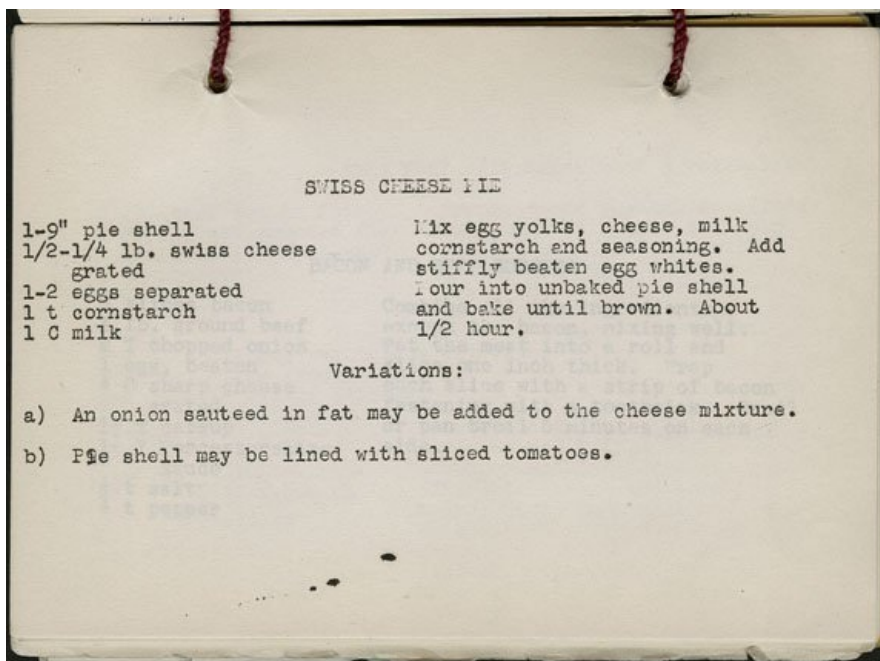 SWISS CHEESE PIE
1-9" pie shell
1/2-1/4 lb. swiss cheese
grated
1-2 eggs separated
1 t cornstarch
1 C milk
Mix egg yolks, cheese, milk
cornstarch and seasoning. Add
stiffly beaten egg whites.
Pour into unbaked pie shell
and bake until brown. About
1/2 hour.
Variations:
a) An onion sauteed in fat may be added to the cheese mixture.
b) Pie shell may be lined with sliced tomatoes.